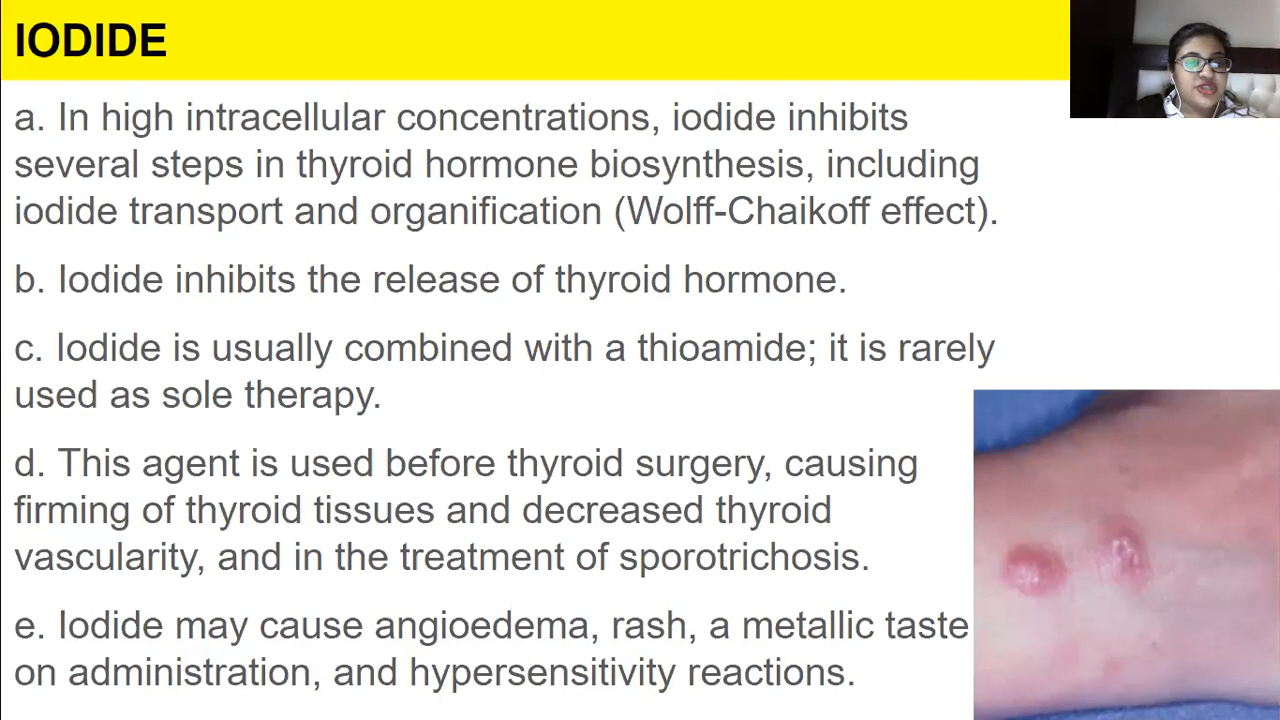 IODIDE
a. In high intracellular concentrations, iodide inhibits
several steps in thyroid hormone biosynthesis, including
iodide transport and organification (Wolff-Chaikoff effect).
b. Iodide inhibits the release of thyroid hormone.
c. Iodide is usually combined with a thioamide; it is rarely
used as sole therapy.
d. This agent is used before thyroid surgery, causing
firming of thyroid tissues and decreased thyroid
vascularity, and in the treatment of sporotrichosis.
e. Iodide may cause angioedema, rash, a metallic taste
on administration, and hypersensitivity reactions.